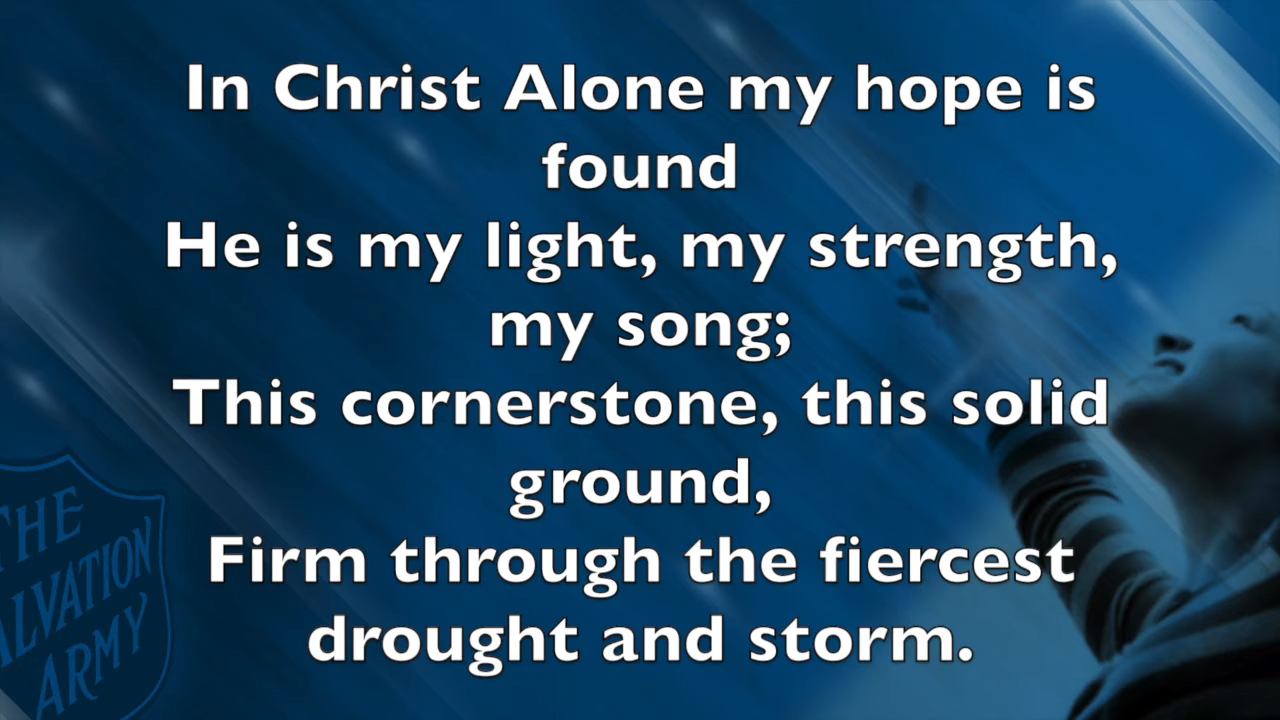 In Christ Alone my hope is
found
He is my light, my strength,
my song;
This cornerstone, this solid
ground,
Firm through the fiercest
drought and storm.
THE
ALVATION
ARMY